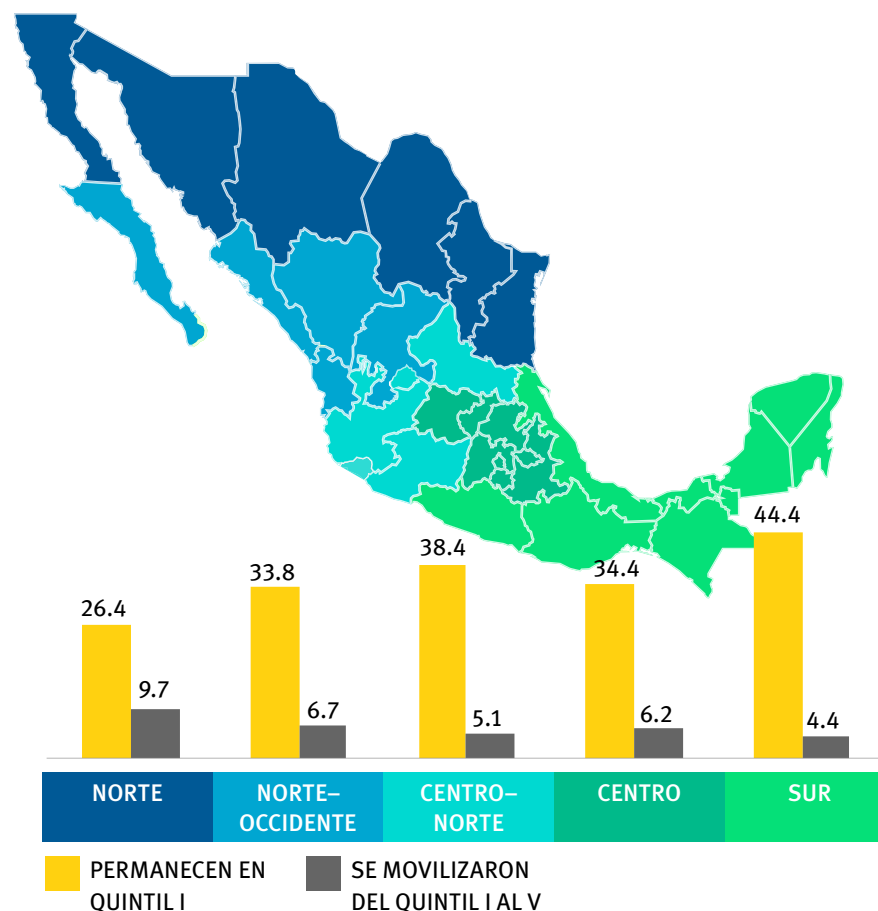 44.4
38.4
34.4
33.8
26.4
9.7
6.7
5.1
6.2
4.4
NORTE
NORTE–
OCCIDENTE
CENTRO–
NORTE
CENTRO
SUR
PERMANECEN EN
QUINTIL I
SE MOVILIZARON
DEL QUINTIL I AL V